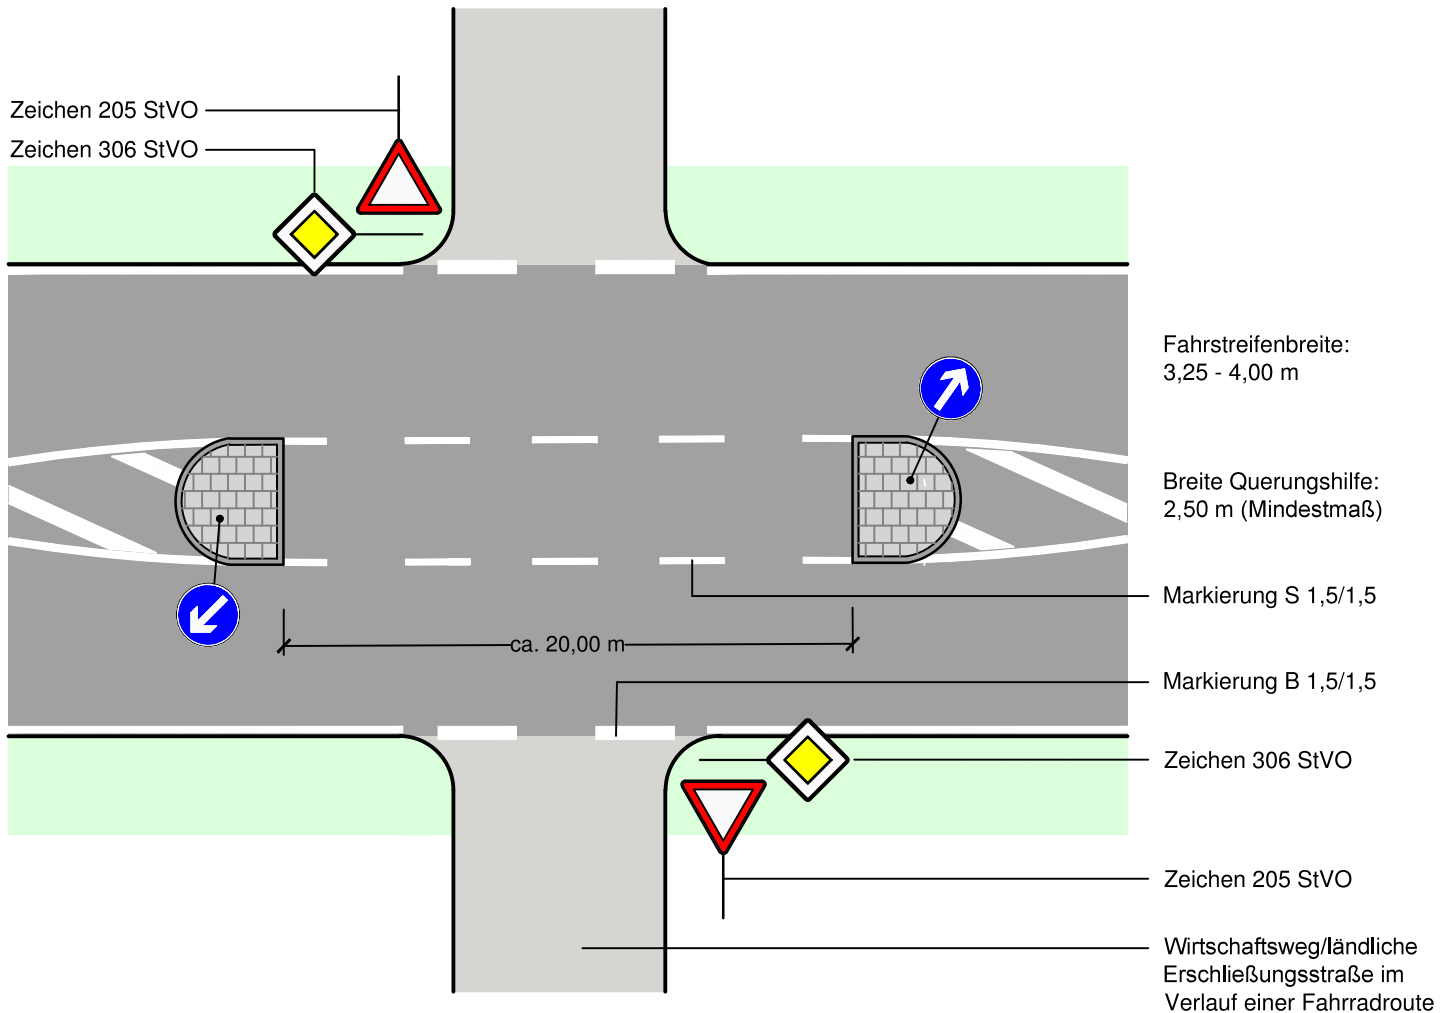 Zeichen 205 StVO
Zeichen 306 StVO
Fahrstreifenbreite:
3,25 - 4,00 m
Breite Querungshilfe:
2,50 m (Mindestmaß)
Markierung S 1,5/1,5
ca. 20,00 m
Markierung B 1,5/1,5
Zeichen 306 StVO
Zeichen 205 StVO
Wirtschaftsweg/ländliche
Erschließungsstraße im
Verlauf einer Fahrradroute